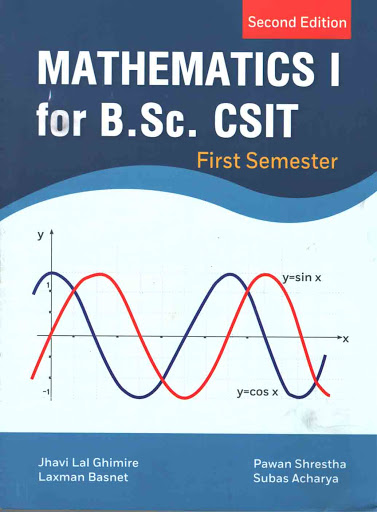 Second Edition
MATHEMATICS I
for B.Sc. CSIT
First Semester
y
1
y=sin x
x
-1
y=cos x
Jhavi Lal Ghimire
Laxman Basnet
Pawan Shrestha
Subas Acharya